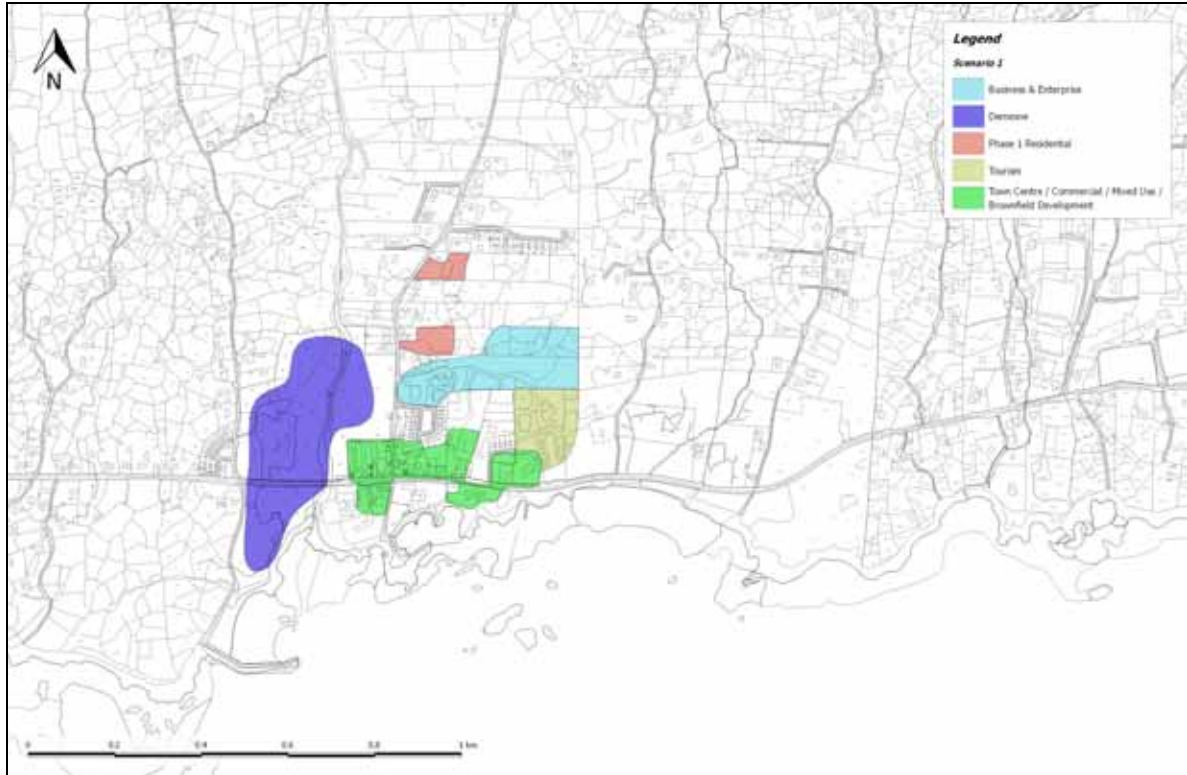 N
Legend
Scenario 1
Business & Enterprise
Demesne
Phase 1 Residential
Tourism
Town Centre / Commercial / Mixed Use /
Brownfield Development
0 0.2 0.4 0.6 0.8 1 km